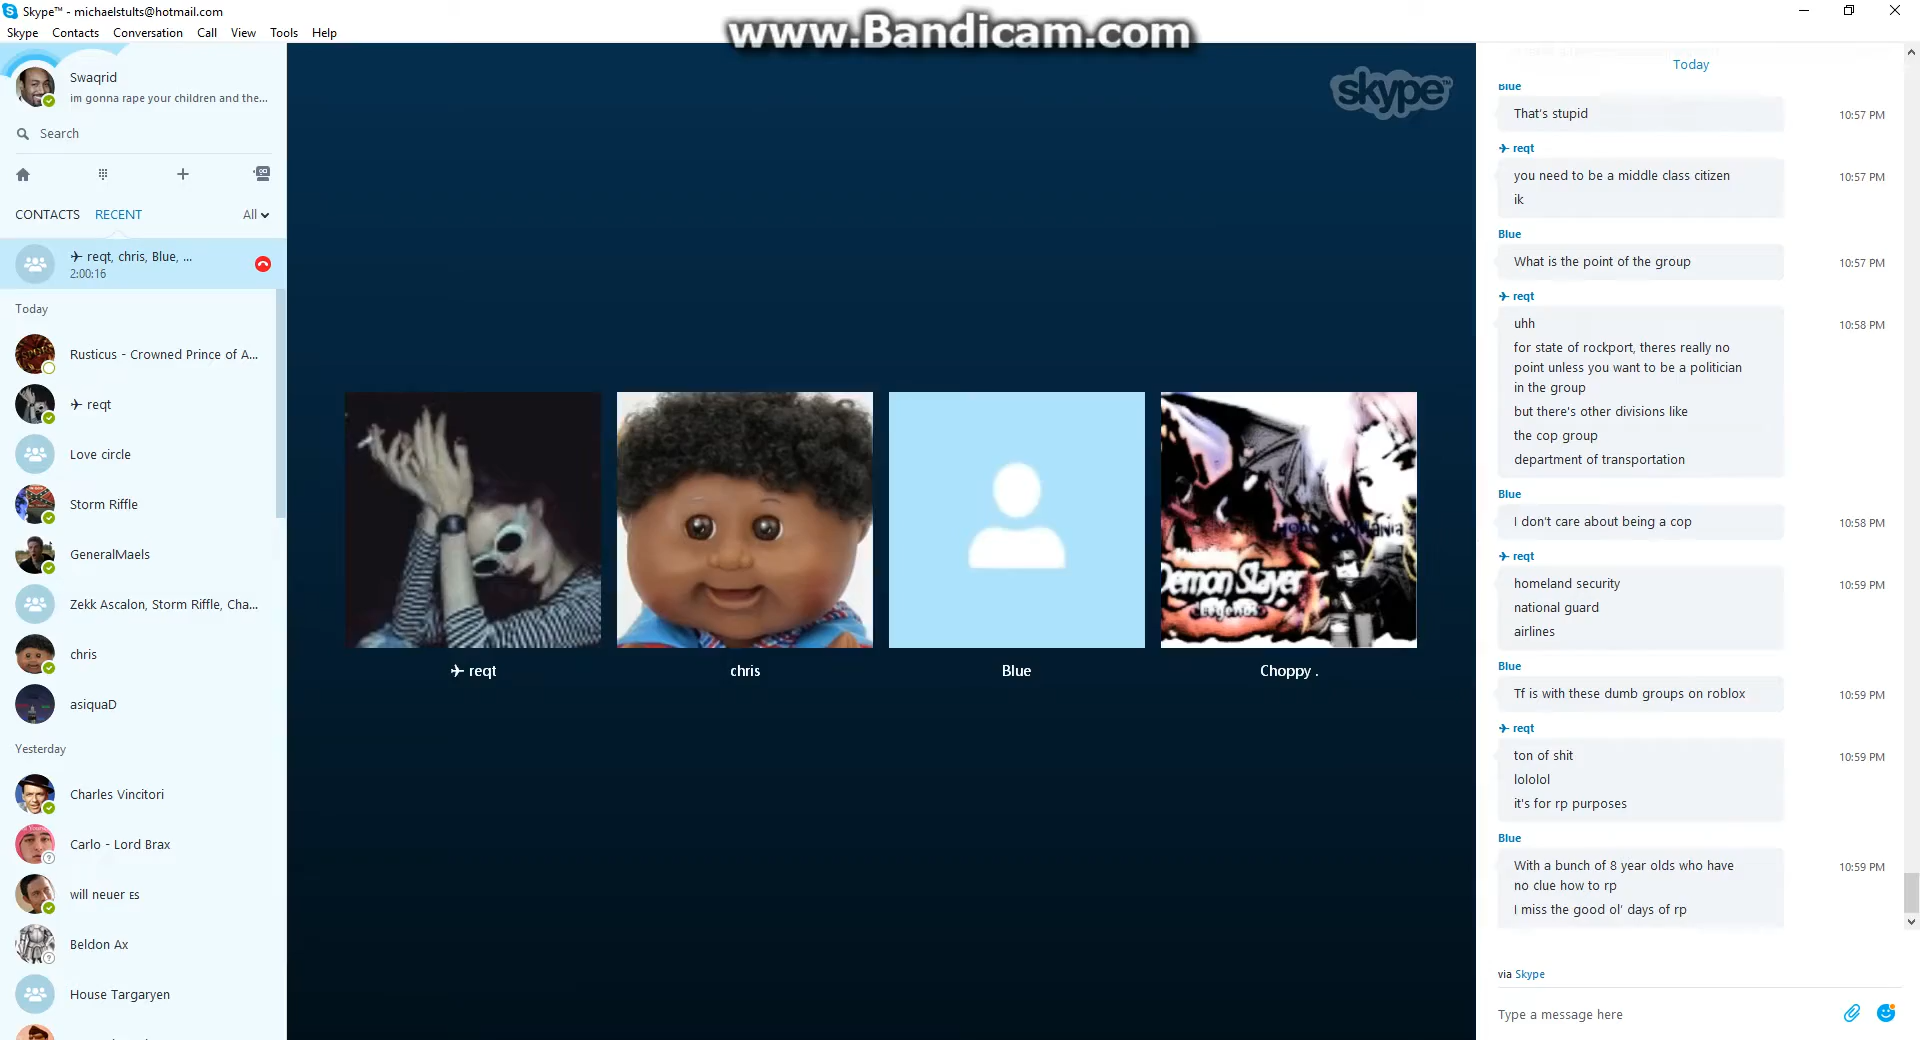 Skype™ - michaelstults@hotmail.com
www.Bandicam.com
Skype Contacts Conversation Call View Tools Help
Swaqrid
im gonna rape your children and the...
Search
CONTACTS RECENT All
✈ reqt, chris, Blue, ...
2:00:16
Today
Rusticus - Crowned Prince of A...
✈ reqt
Love circle
Storm Riffle
GeneralMaels
Zekk Ascalon, Storm Riffle, Cha...
chris
asiquaD
Yesterday
Charles Vincitori
Carlo - Lord Brax
will neuer ᴇs
Beldon Ax
House Targaryen
skype™
Demon Slayer
Legends
✈ reqt
chris
Blue
Choppy .
Today
Blue
That's stupid 10:57 PM
✈ reqt
you need to be a middle class citizen 10:57 PM
ik
Blue
What is the point of the group 10:57 PM
✈ reqt
uhh 10:58 PM
for state of rockport, theres really no
point unless you want to be a politician
in the group
but there's other divisions like
the cop group
department of transportation
Blue
I don't care about being a cop 10:58 PM
✈ reqt
homeland security 10:59 PM
national guard
airlines
Blue
Tf is with these dumb groups on roblox 10:59 PM
✈ reqt
ton of shit 10:59 PM
lololol
it's for rp purposes
Blue
With a bunch of 8 year olds who have 10:59 PM
no clue how to rp
I miss the good ol' days of rp
via Skype
Type a message here